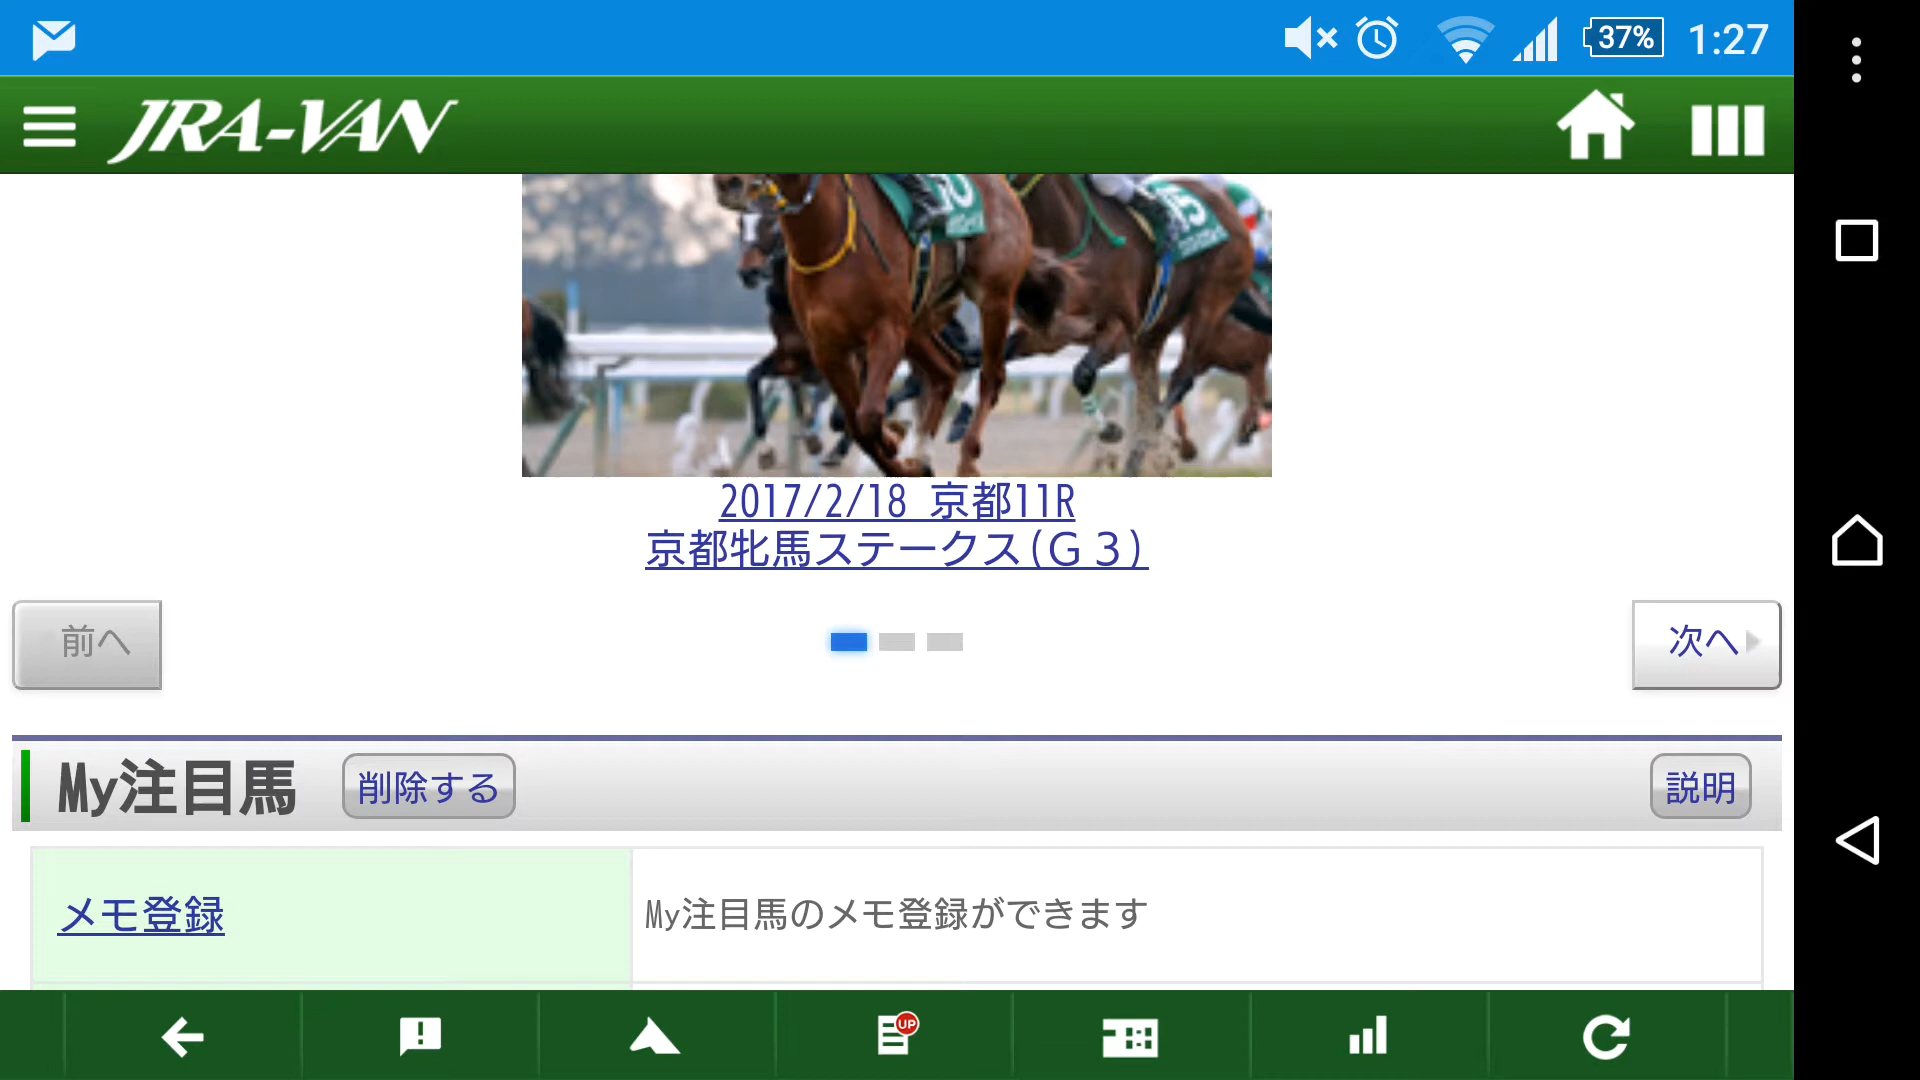 37% 1:27
JRA-VAN
15
2017/2/18 京都11R
京都牝馬ステークス(G3)
前へ
次へ
My注目馬 削除する 説明
メモ登録 My注目馬のメモ登録ができます
UP